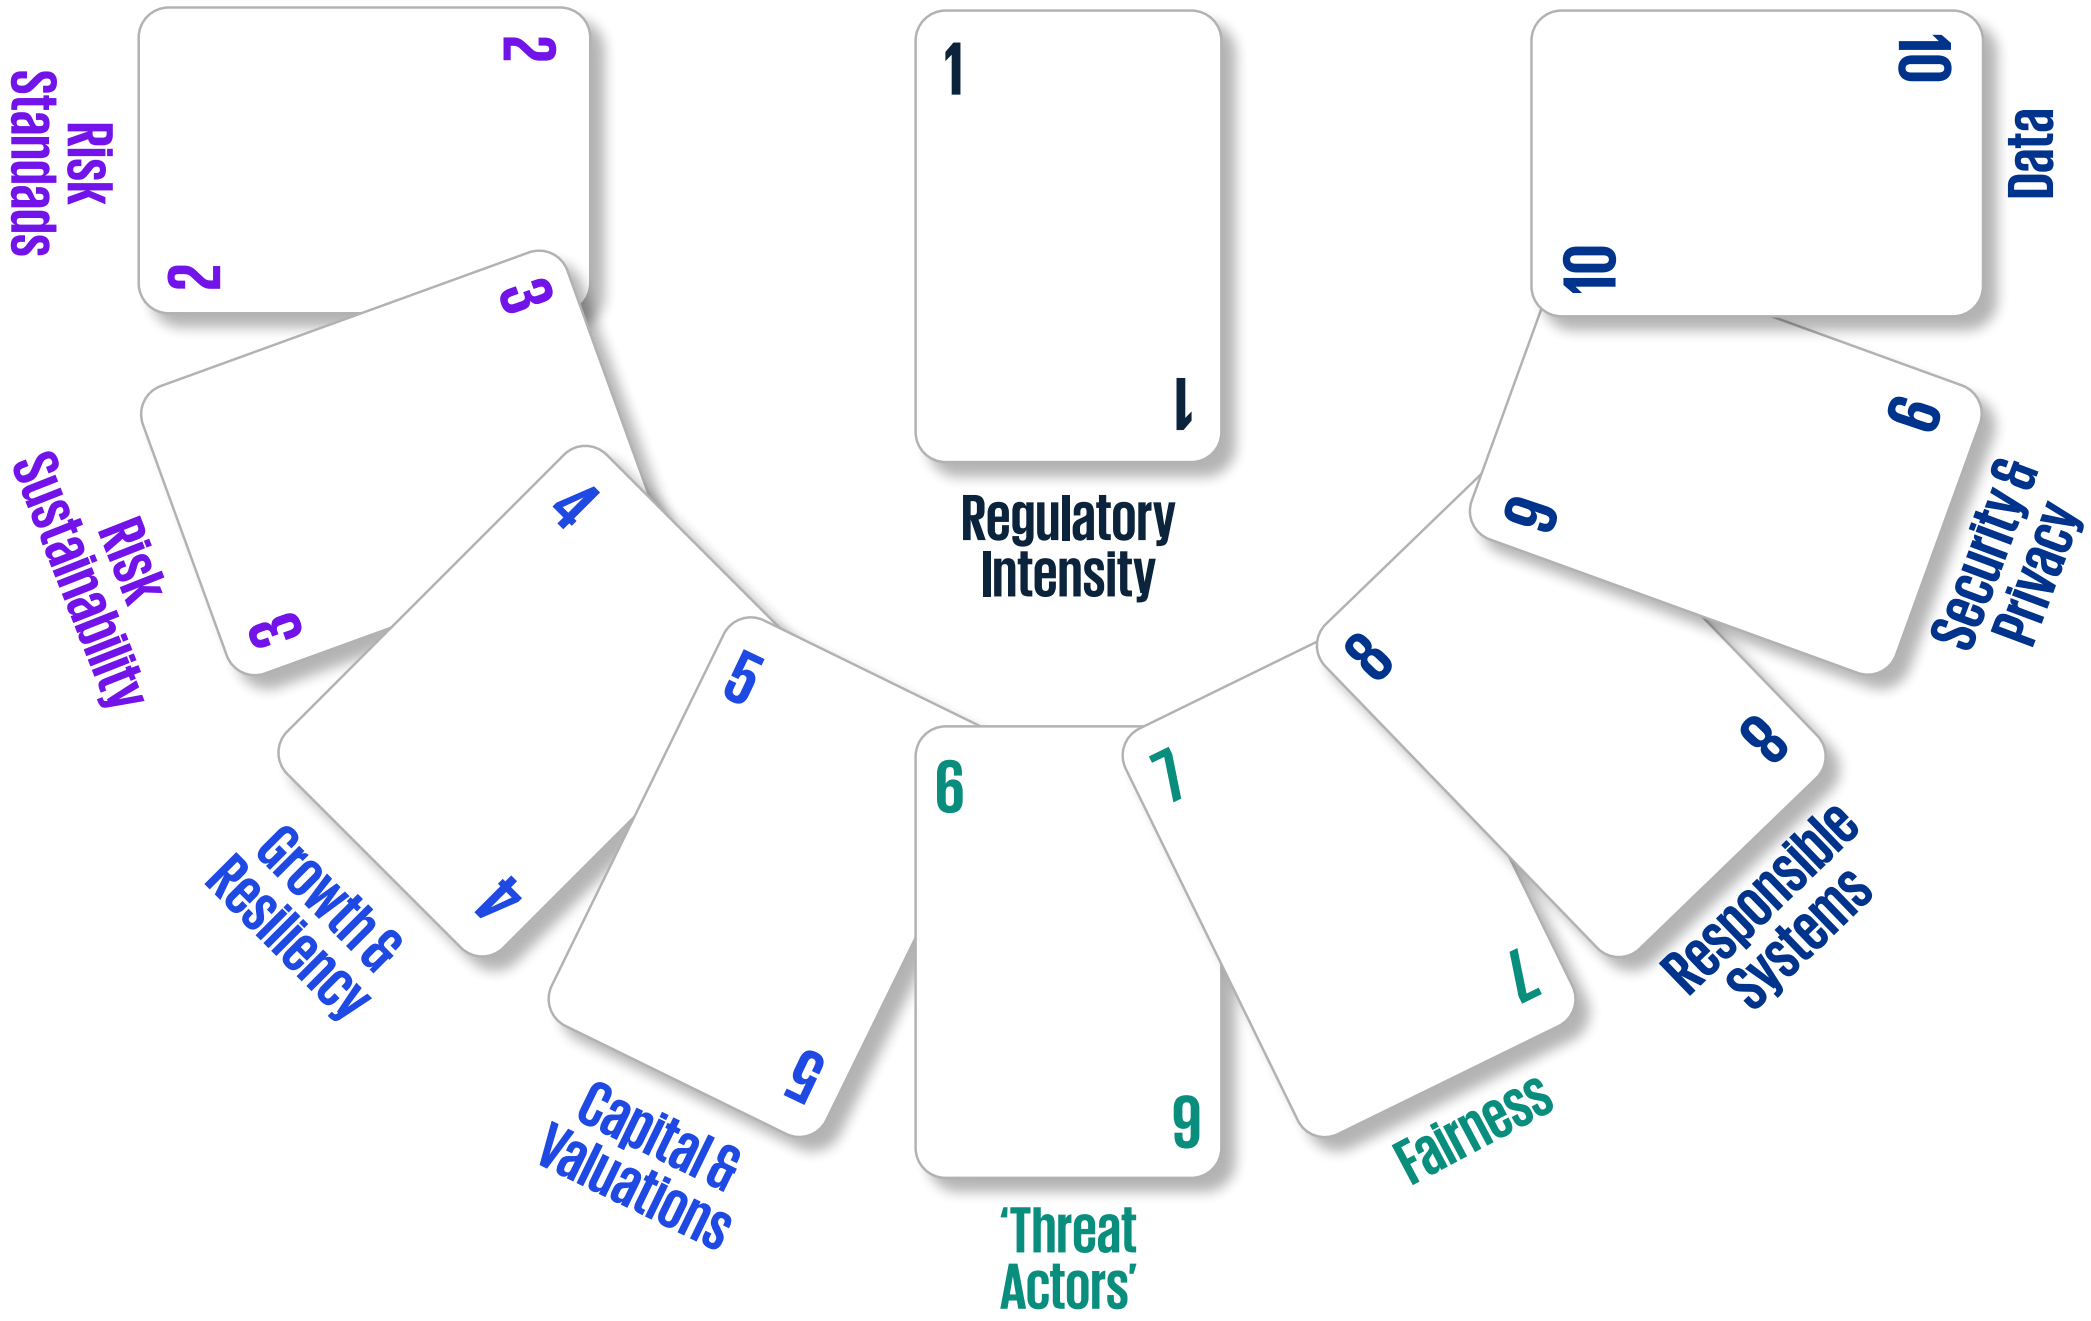 1
1
Regulatory
Intensity
2
2
Risk
Standads
3
3
Risk
Sustainability
4
4
Growth &
Resiliency
5
5
Capital &
Valuations
6
6
‘Threat
Actors’
7
7
Fairness
8
8
Responsible
Systems
9
9
Security &
Privacy
10
10
Data